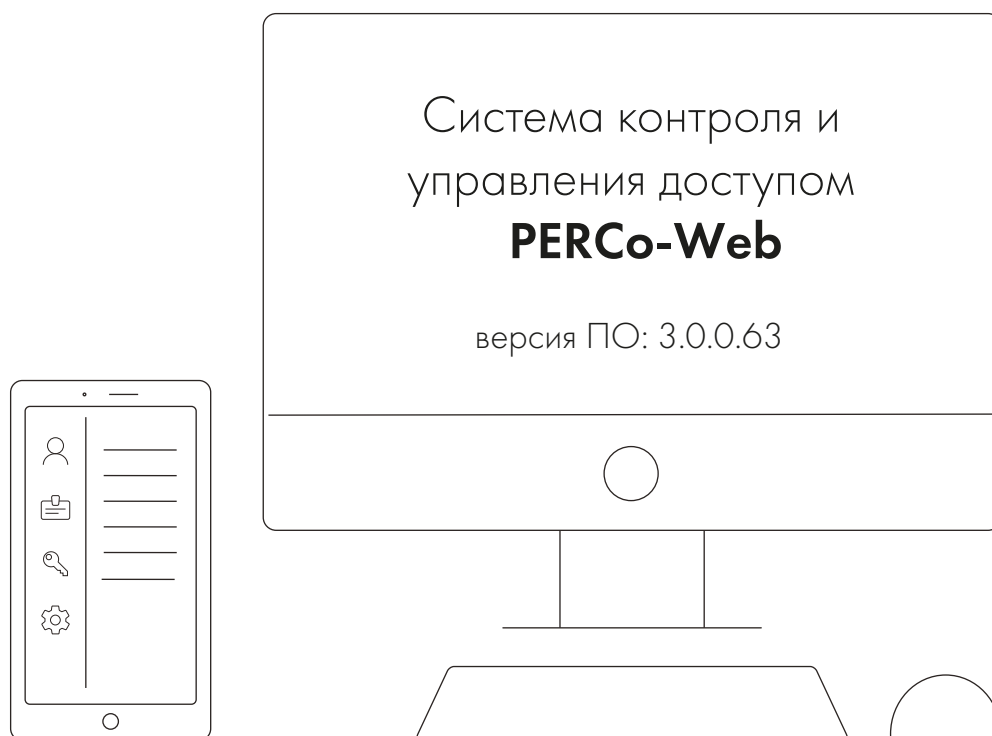 Система контроля и
управления доступом
PERCo-Web
версия ПО: 3.0.0.63